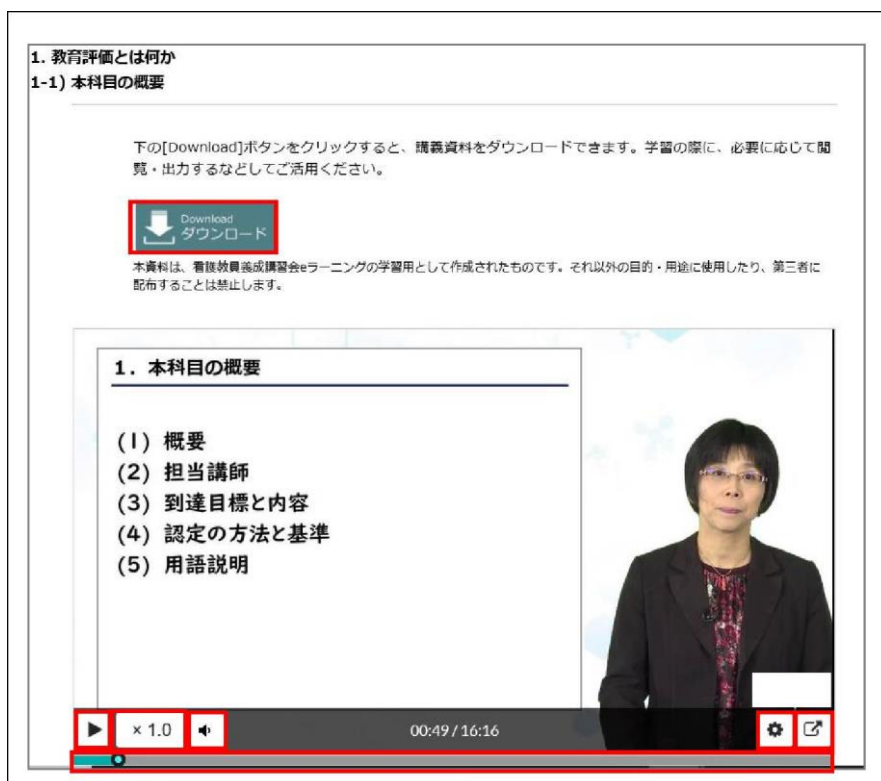 1. 教育評価とは何か
1-1) 本科目の概要
下の[Download]ボタンをクリックすると、講義資料をダウンロードできます。学習の際に、必要に応じて閲
覧・出力するなどしてご活用ください。
Download
ダウンロード
本資料は、看護教員養成講習会eラーニングの学習用として作成されたものです。それ以外の目的・用途に使用したり、第三者に
配布することは禁止します。
1. 本科目の概要
(1) 概要
(2) 担当講師
(3) 到達目標と内容
(4) 認定の方法と基準
(5) 用語説明
× 1.0 00:49 / 16:16